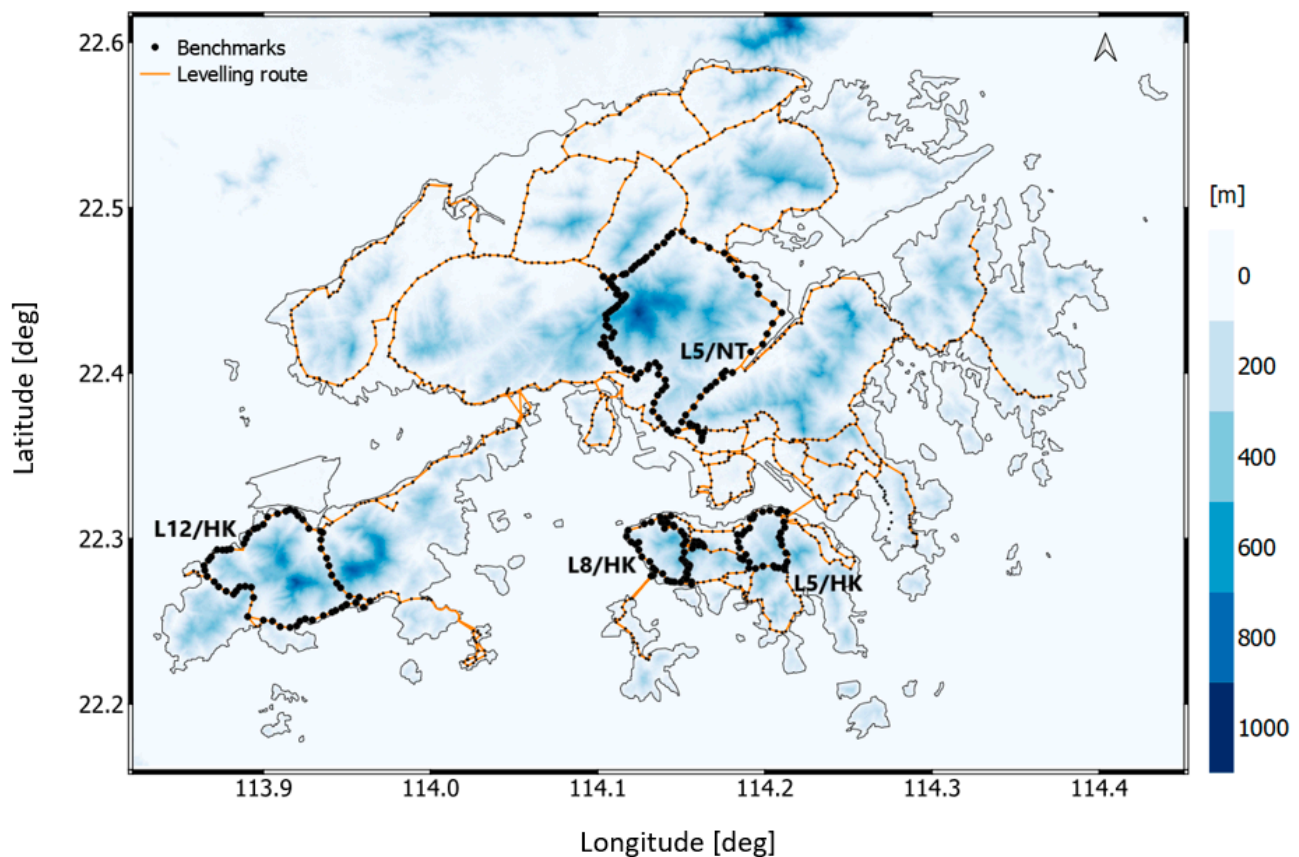 22.6
Benchmarks
Levelling route
22.5
[m]
0
L5/NT
22.4
200
400
Latitude [deg]
L12/HK
22.3
L8/HK
L5/HK
600
800
22.2
1000
113.9
114.0
114.1
114.2
114.3
114.4
Longitude [deg]